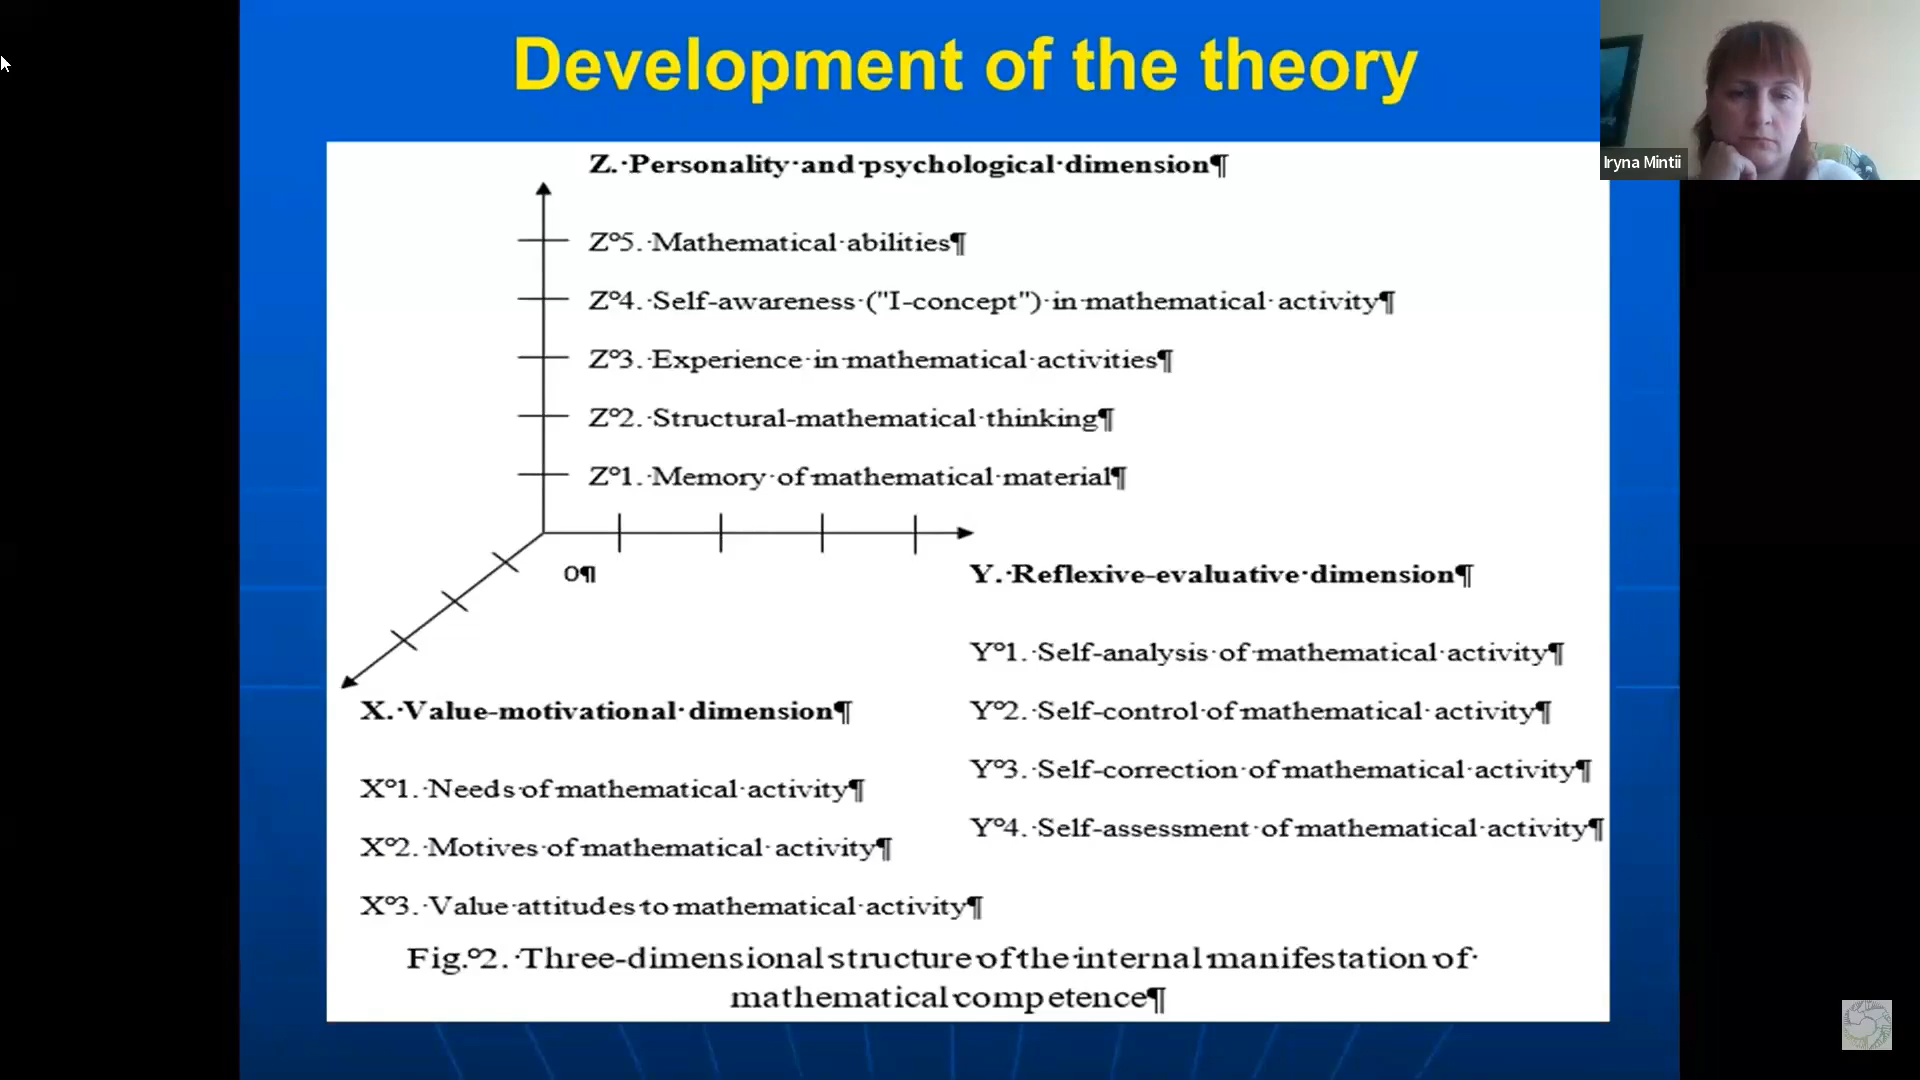 Development of the theory
Iryna Mintii
Z.·Personality·and·psychological·dimension¶
Z°5.·Mathematical·abilities¶
Z°4.·Self-awareness·("I-concept")·in·mathematical·activity¶
Z°3.·Experience·in·mathematical·activities¶
Z°2.·Structural-mathematical·thinking¶
Z°1.·Memory·of·mathematical·material¶
O¶
Y.·Reflexive-evaluative·dimension¶
Y°1.·Self-analysis·of·mathematical·activity¶
Y°2.·Self-control·of·mathematical·activity¶
Y°3.·Self-correction·of·mathematical·activity¶
Y°4.·Self-assessment·of·mathematical·activity¶
X.·Value-motivational·dimension¶
X°1.·Needs·of·mathematical·activity¶
X°2.·Motives·of·mathematical·activity¶
X°3.·Value·attitudes·to·mathematical·activity¶
Fig.°2.·Three-dimensional·structure·of·the·internal·manifestation·of·
mathematical·competence¶